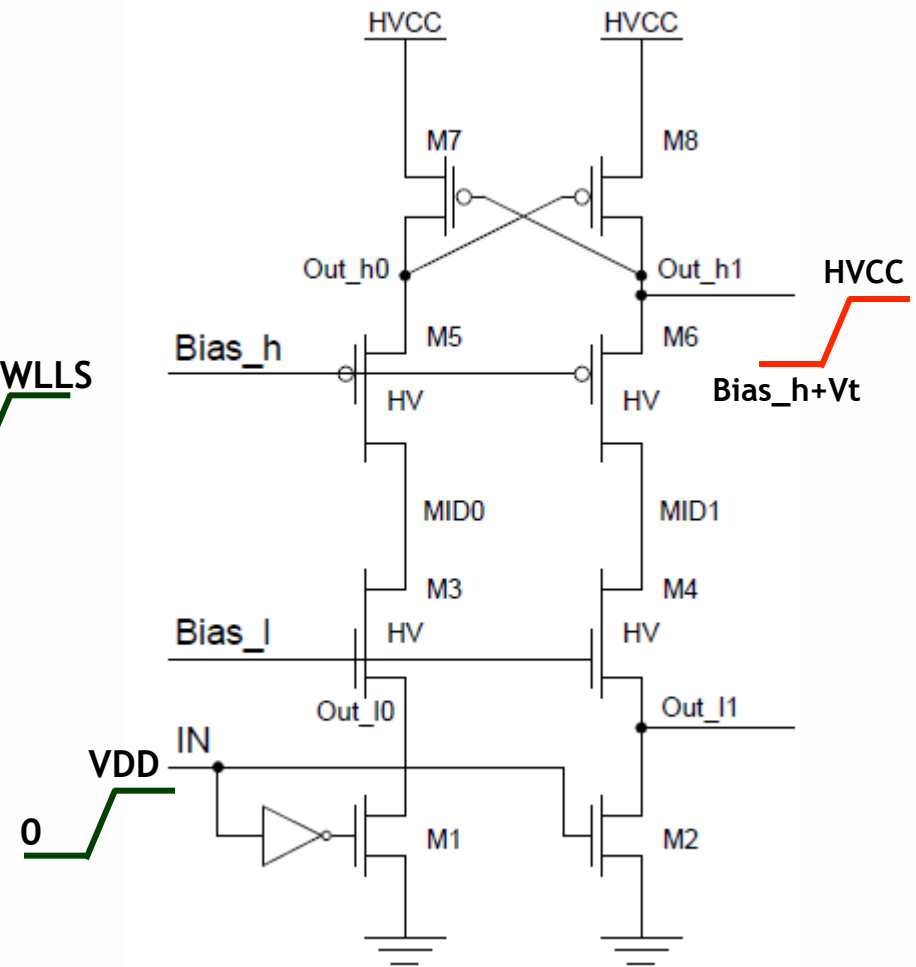 HVCC
HVCC
M7
M8
Out_h0
Out_h1
HVCC
Bias_h
M5
M6
WLLS
HV
HV
Bias_h+Vt
MID0
MID1
M3
M4
Bias_l
HV
HV
Out_l0
Out_l1
IN
VDD
0
M1
M2